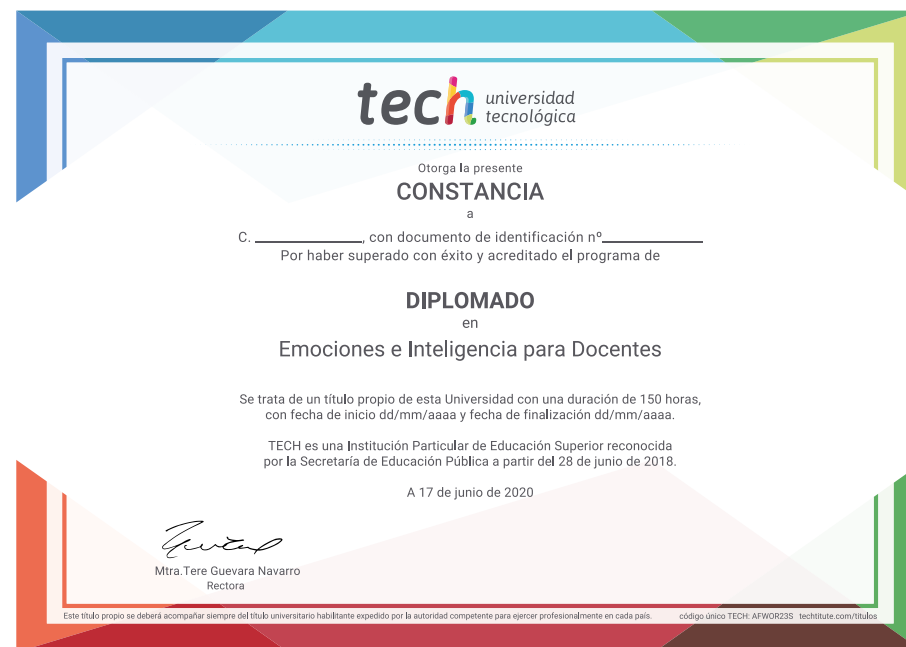 tech universidad
tecnológica
Otorga la presente
CONSTANCIA
a
C. ____________, con documento de identificación nº____________
Por haber superado con éxito y acreditado el programa de
DIPLOMADO
en
Emociones e Inteligencia para Docentes
Se trata de un título propio de esta Universidad con una duración de 150 horas,
con fecha de inicio dd/mm/aaaa y fecha de finalización dd/mm/aaaa.
TECH es una Institución Particular de Educación Superior reconocida
por la Secretaría de Educación Pública a partir del 28 de junio de 2018.
A 17 de junio de 2020
Mtra.Tere Guevara Navarro
Rectora
Este título propio se deberá acompañar siempre del título universitario habilitante expedido por la autoridad competente para ejercer profesionalmente en cada país. código único TECH: AFWOR23S techtitute.com/titulos